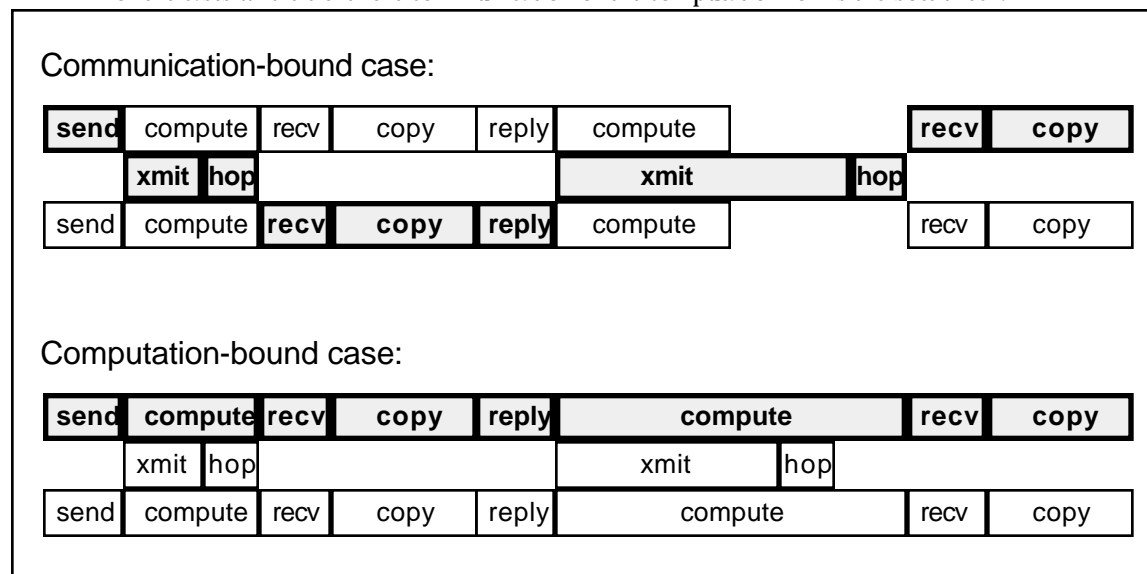 Communication-bound case:
send compute recv copy reply compute recv copy
xmit hop xmit hop
send compute recv copy reply compute recv copy
Computation-bound case:
send compute recv copy reply compute recv copy
xmit hop xmit hop
send compute recv copy reply compute recv copy